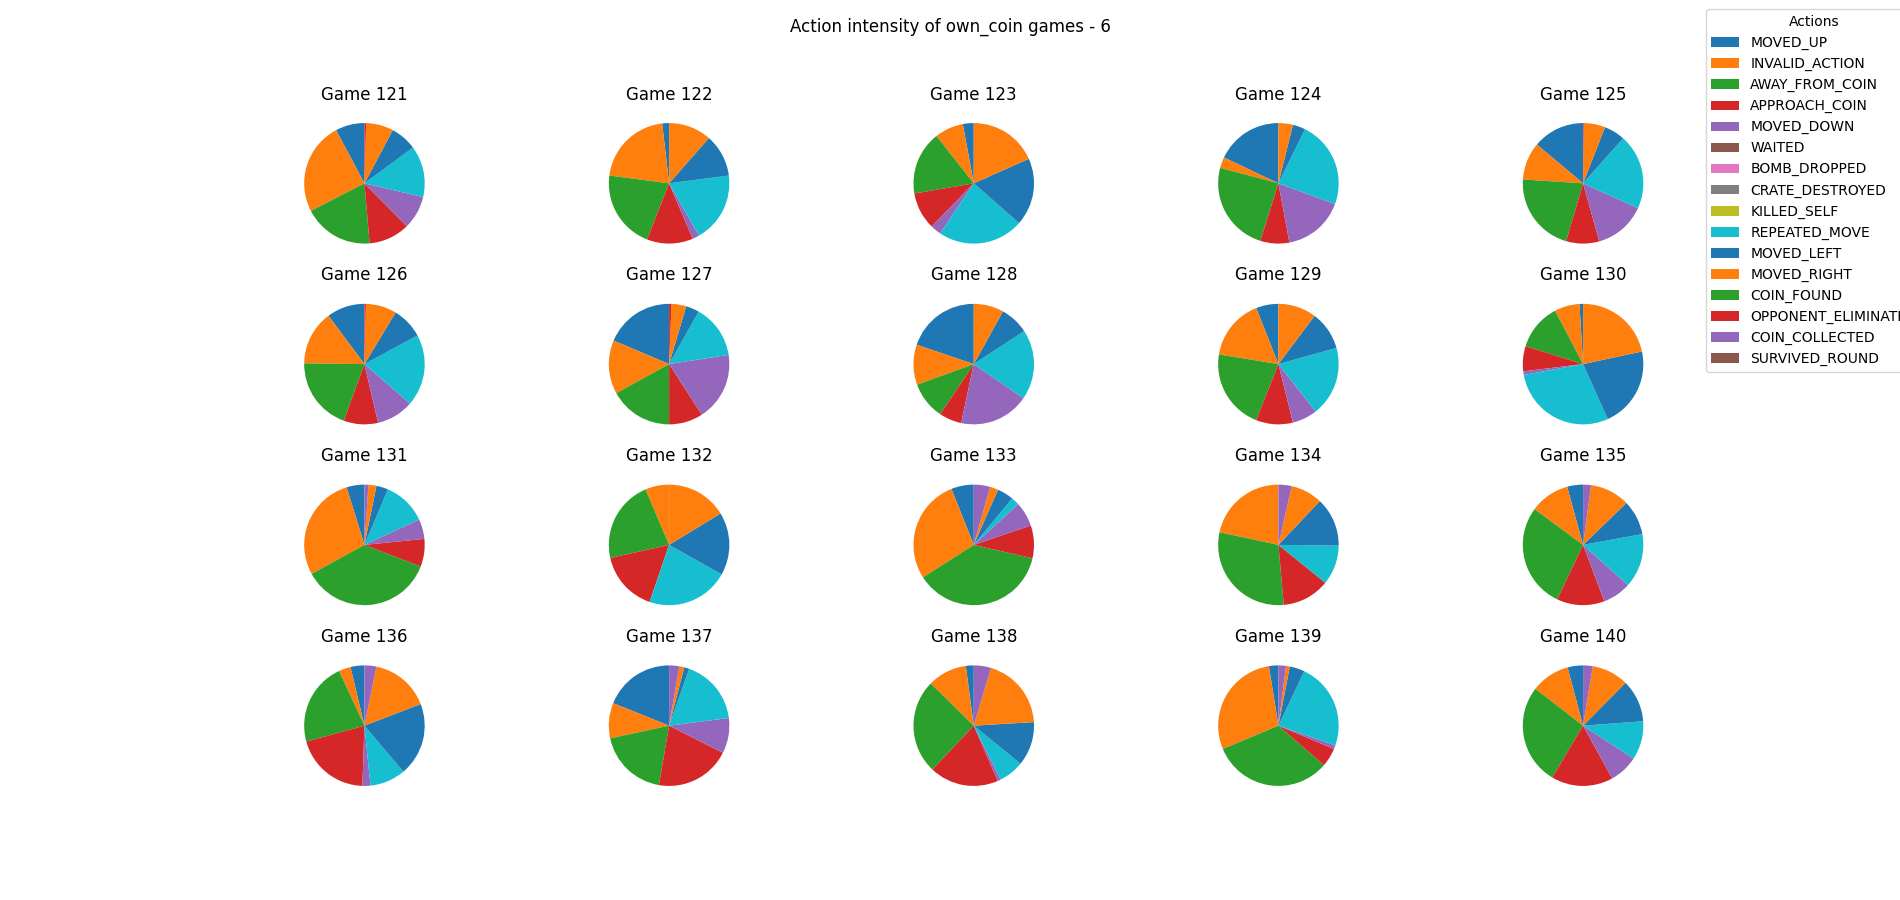 Action intensity of own_coin games - 6
Actions
MOVED_UP
INVALID_ACTION
AWAY_FROM_COIN
APPROACH_COIN
MOVED_DOWN
WAITED
BOMB_DROPPED
CRATE_DESTROYED
KILLED_SELF
REPEATED_MOVE
MOVED_LEFT
MOVED_RIGHT
COIN_FOUND
OPPONENT_ELIMINATI
COIN_COLLECTED
SURVIVED_ROUND
Game 121
Game 122
Game 123
Game 124
Game 125
Game 126
Game 127
Game 128
Game 129
Game 130
Game 131
Game 132
Game 133
Game 134
Game 135
Game 136
Game 137
Game 138
Game 139
Game 140